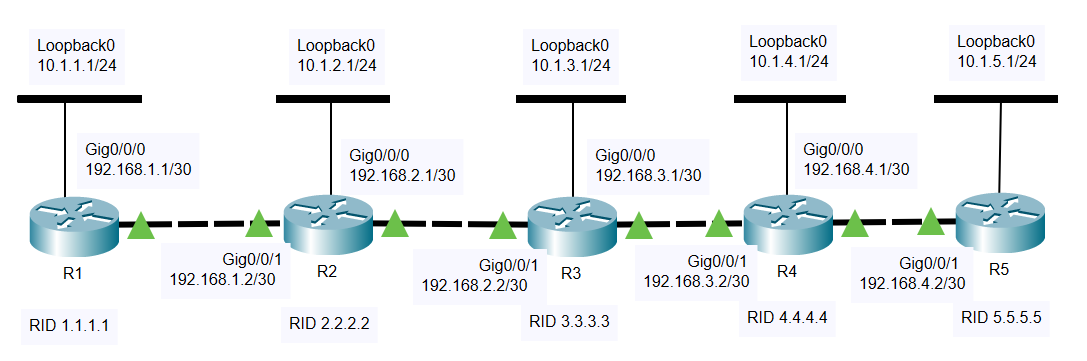 Loopback0
10.1.1.1/24
Loopback0
10.1.2.1/24
Loopback0
10.1.3.1/24
Loopback0
10.1.4.1/24
Loopback0
10.1.5.1/24
Gig0/0/0
192.168.1.1/30
Gig0/0/0
192.168.2.1/30
Gig0/0/0
192.168.3.1/30
Gig0/0/0
192.168.4.1/30
R1
Gig0/0/1
192.168.1.2/30
R2
Gig0/0/1
192.168.2.2/30
R3
Gig0/0/1
192.168.3.2/30
R4
Gig0/0/1
192.168.4.2/30
R5
RID 1.1.1.1
RID 2.2.2.2
RID 3.3.3.3
RID 4.4.4.4
RID 5.5.5.5